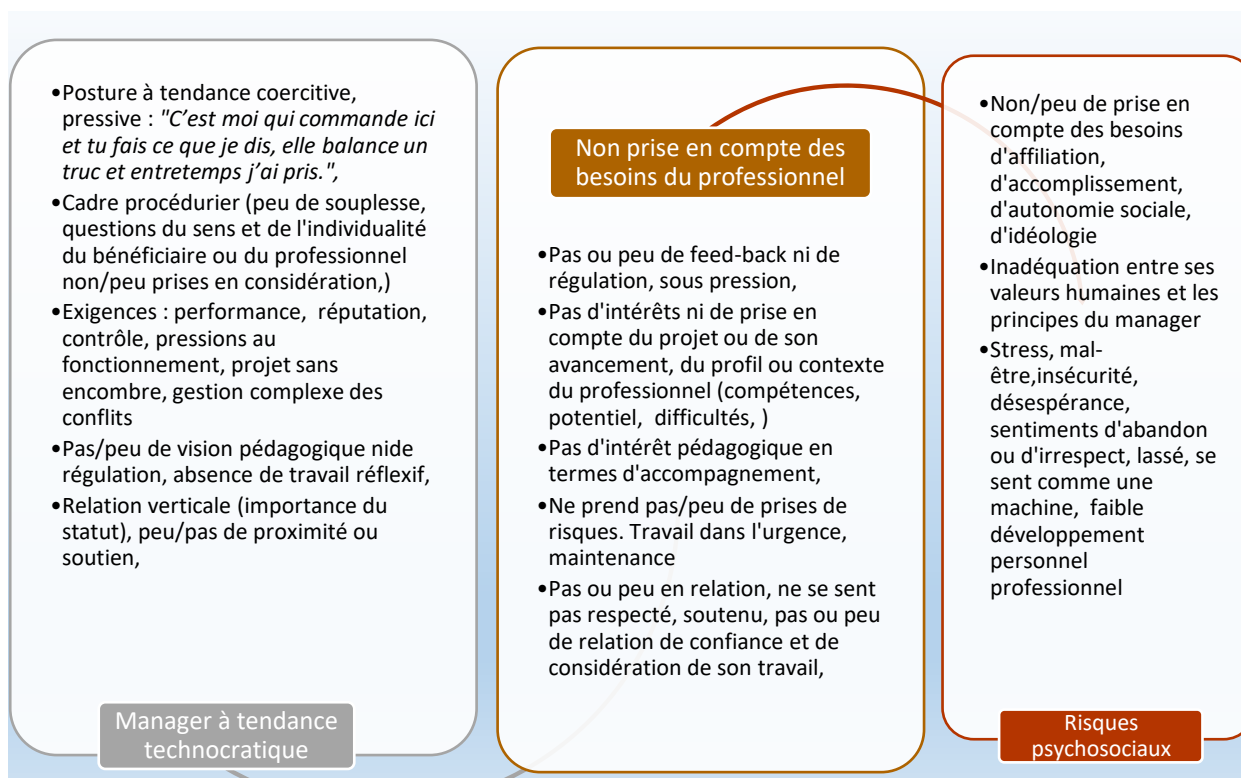 •Posture à tendance coercitive,
pressive : "C'est moi qui commande ici
et tu fais ce que je dis, elle balance un
truc et entretemps j'ai pris.",
•Cadre procédurier (peu de souplesse,
questions du sens et de l'individualité
du bénéficiaire ou du professionnel
non/peu prises en considération,)
•Exigences : performance, réputation,
contrôle, pressions au
fonctionnement, projet sans
encombre, gestion complexe des
conflits
•Pas/peu de vision pédagogique nide
régulation, absence de travail réflexif,
•Relation verticale (importance du
statut), peu/pas de proximité ou
soutien,
Manager à tendance
technocratique
Non prise en compte des
besoins du professionnel
•Pas ou peu de feed-back ni de
régulation, sous pression,
•Pas d'intérêts ni de prise en
compte du projet ou de son
avancement, du profil ou contexte
du professionnel (compétences,
potentiel, difficultés, )
•Pas d'intérêt pédagogique en
termes d'accompagnement,
•Ne prend pas/peu de prises de
risques. Travail dans l'urgence,
maintenance
•Pas ou peu en relation, ne se sent
pas respecté, soutenu, pas ou peu
de relation de confiance et de
considération de son travail,
•Non/peu de prise en
compte des besoins
d'affiliation,
d'accomplissement,
d'autonomie sociale,
d'idéologie
•Inadéquation entre ses
valeurs humaines et les
principes du manager
•Stress, mal-
être,insécurité,
désespérance,
sentiments d'abandon
ou d'irrespect, lassé, se
sent comme une
machine, faible
développement
personnel
professionnel
Risques
psychosociaux